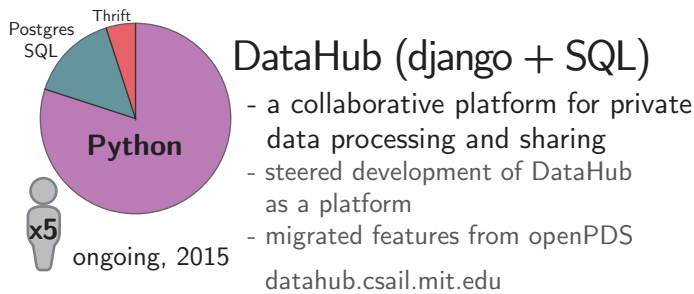 Thrift
Postgres
SQL
Python
x5
ongoing, 2015
DataHub (django + SQL)
- a collaborative platform for private
data processing and sharing
- steered development of DataHub
as a platform
- migrated features from openPDS
datahub.csail.mit.edu